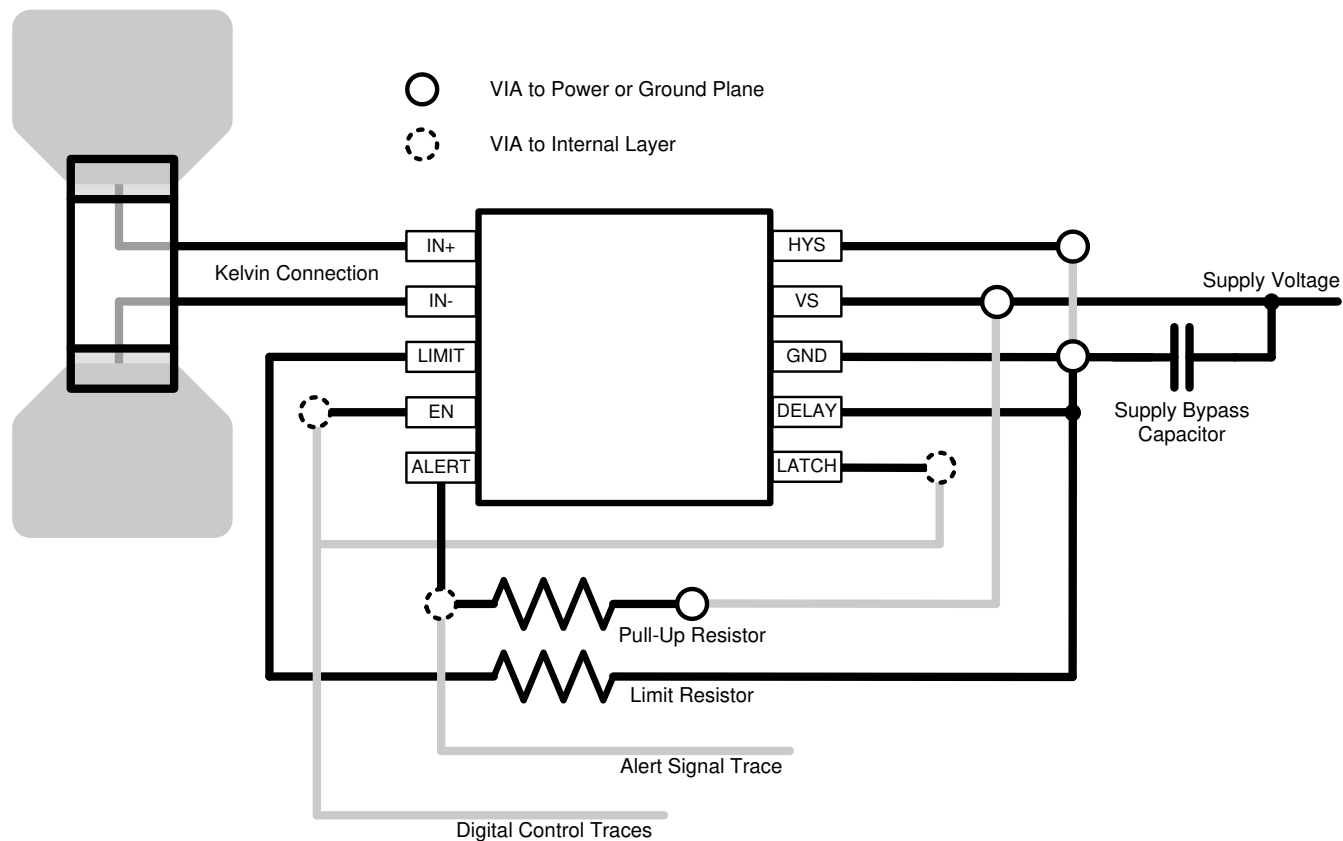 VIA to Power or Ground Plane
VIA to Internal Layer
IN+
HYS
Kelvin Connection
Supply Voltage
IN-
VS
LIMIT
GND
EN
DELAY
Supply Bypass
Capacitor
ALERT
LATCH
Pull-Up Resistor
Limit Resistor
Alert Signal Trace
Digital Control Traces